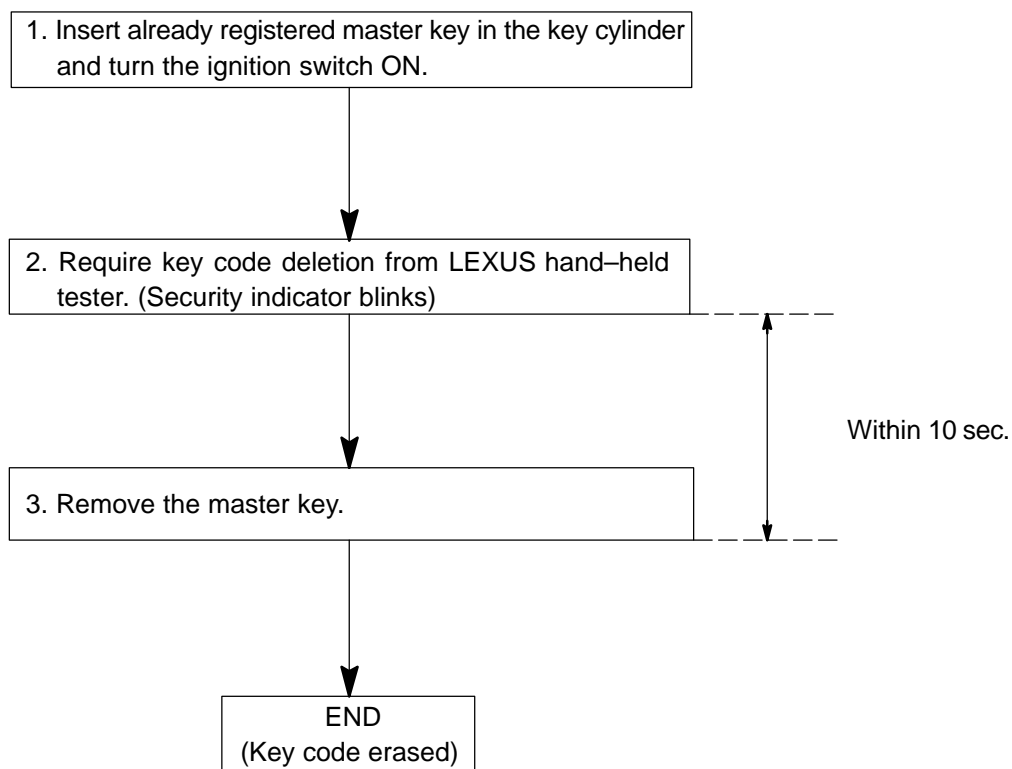 1. Insert already registered master key in the key cylinder
and turn the ignition switch ON.
2. Require key code deletion from LEXUS hand–held
tester. (Security indicator blinks)
Within 10 sec.
3. Remove the master key.
END
(Key code erased)